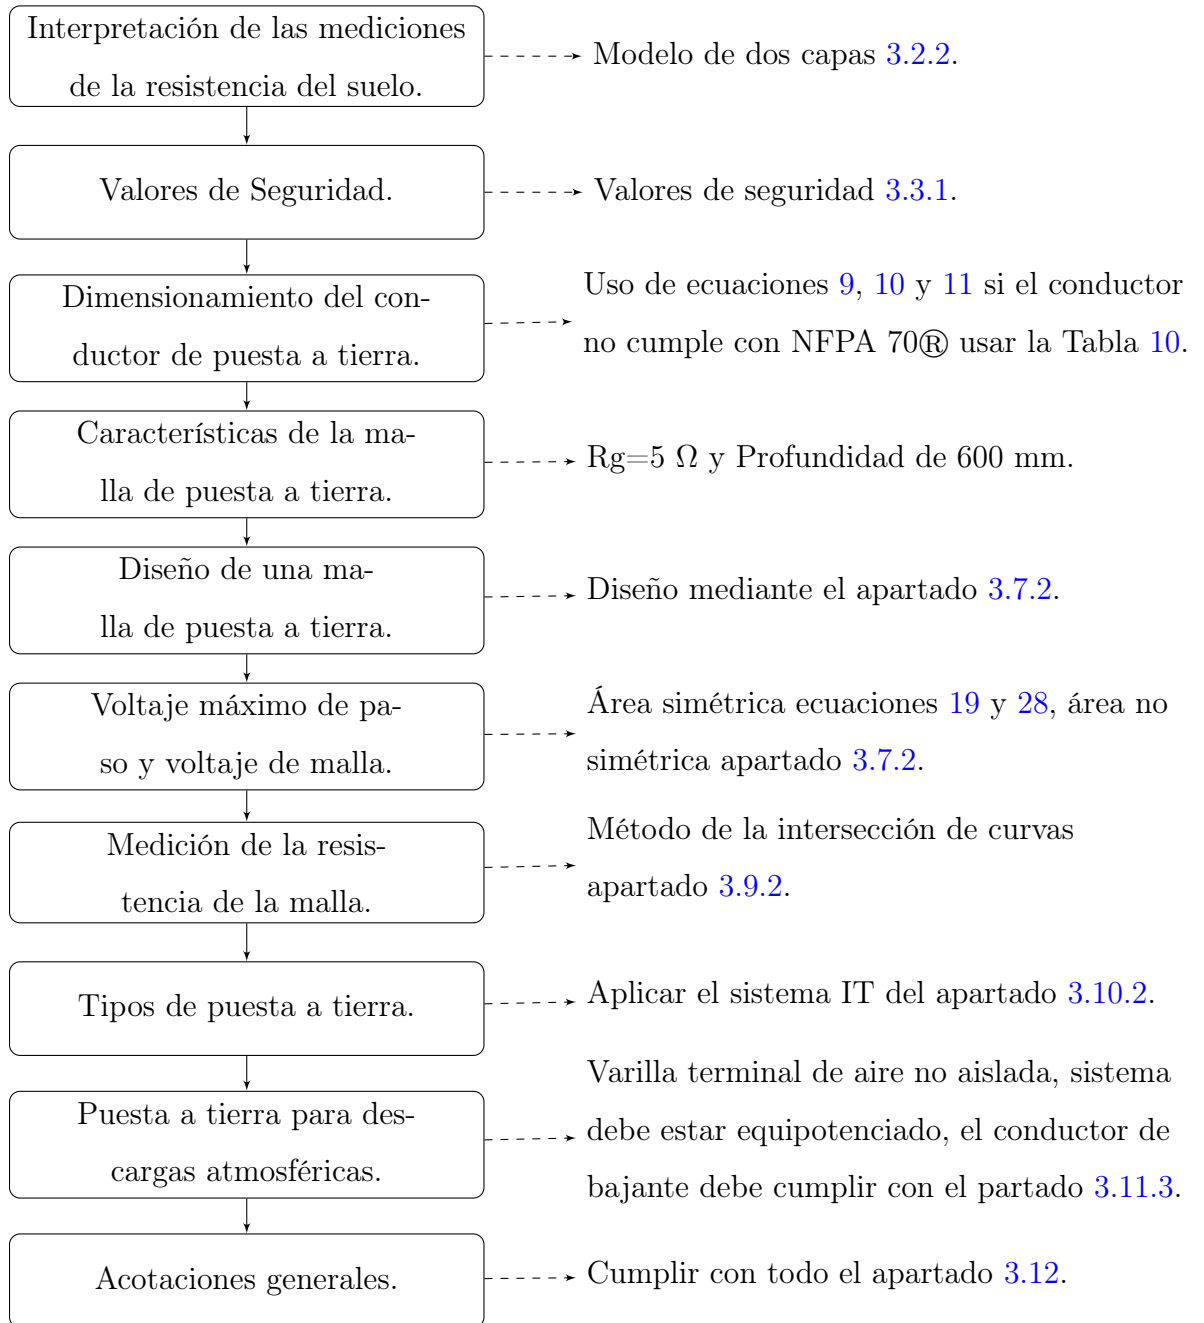 Interpretación de las mediciones
de la resistencia del suelo.
Modelo de dos capas 3.2.2.
Valores de Seguridad.
Valores de seguridad 3.3.1.
Dimensionamiento del con-
ductor de puesta a tierra.
Uso de ecuaciones 9, 10 y 11 si el conductor
no cumple con NFPA 70® usar la Tabla 10.
Características de la ma-
lla de puesta a tierra.
Rg=5 Ω y Profundidad de 600 mm.
Diseño de una ma-
lla de puesta a tierra.
Diseño mediante el apartado 3.7.2.
Voltaje máximo de pa-
so y voltaje de malla.
Área simétrica ecuaciones 19 y 28, área no
simétrica apartado 3.7.2.
Medición de la resis-
tencia de la malla.
Método de la intersección de curvas
apartado 3.9.2.
Tipos de puesta a tierra.
Aplicar el sistema IT del apartado 3.10.2.
Puesta a tierra para des-
cargas atmosféricas.
Varilla terminal de aire no aislada, sistema
debe estar equipotenciado, el conductor de
bajante debe cumplir con el partado 3.11.3.
Acotaciones generales.
Cumplir con todo el apartado 3.12.